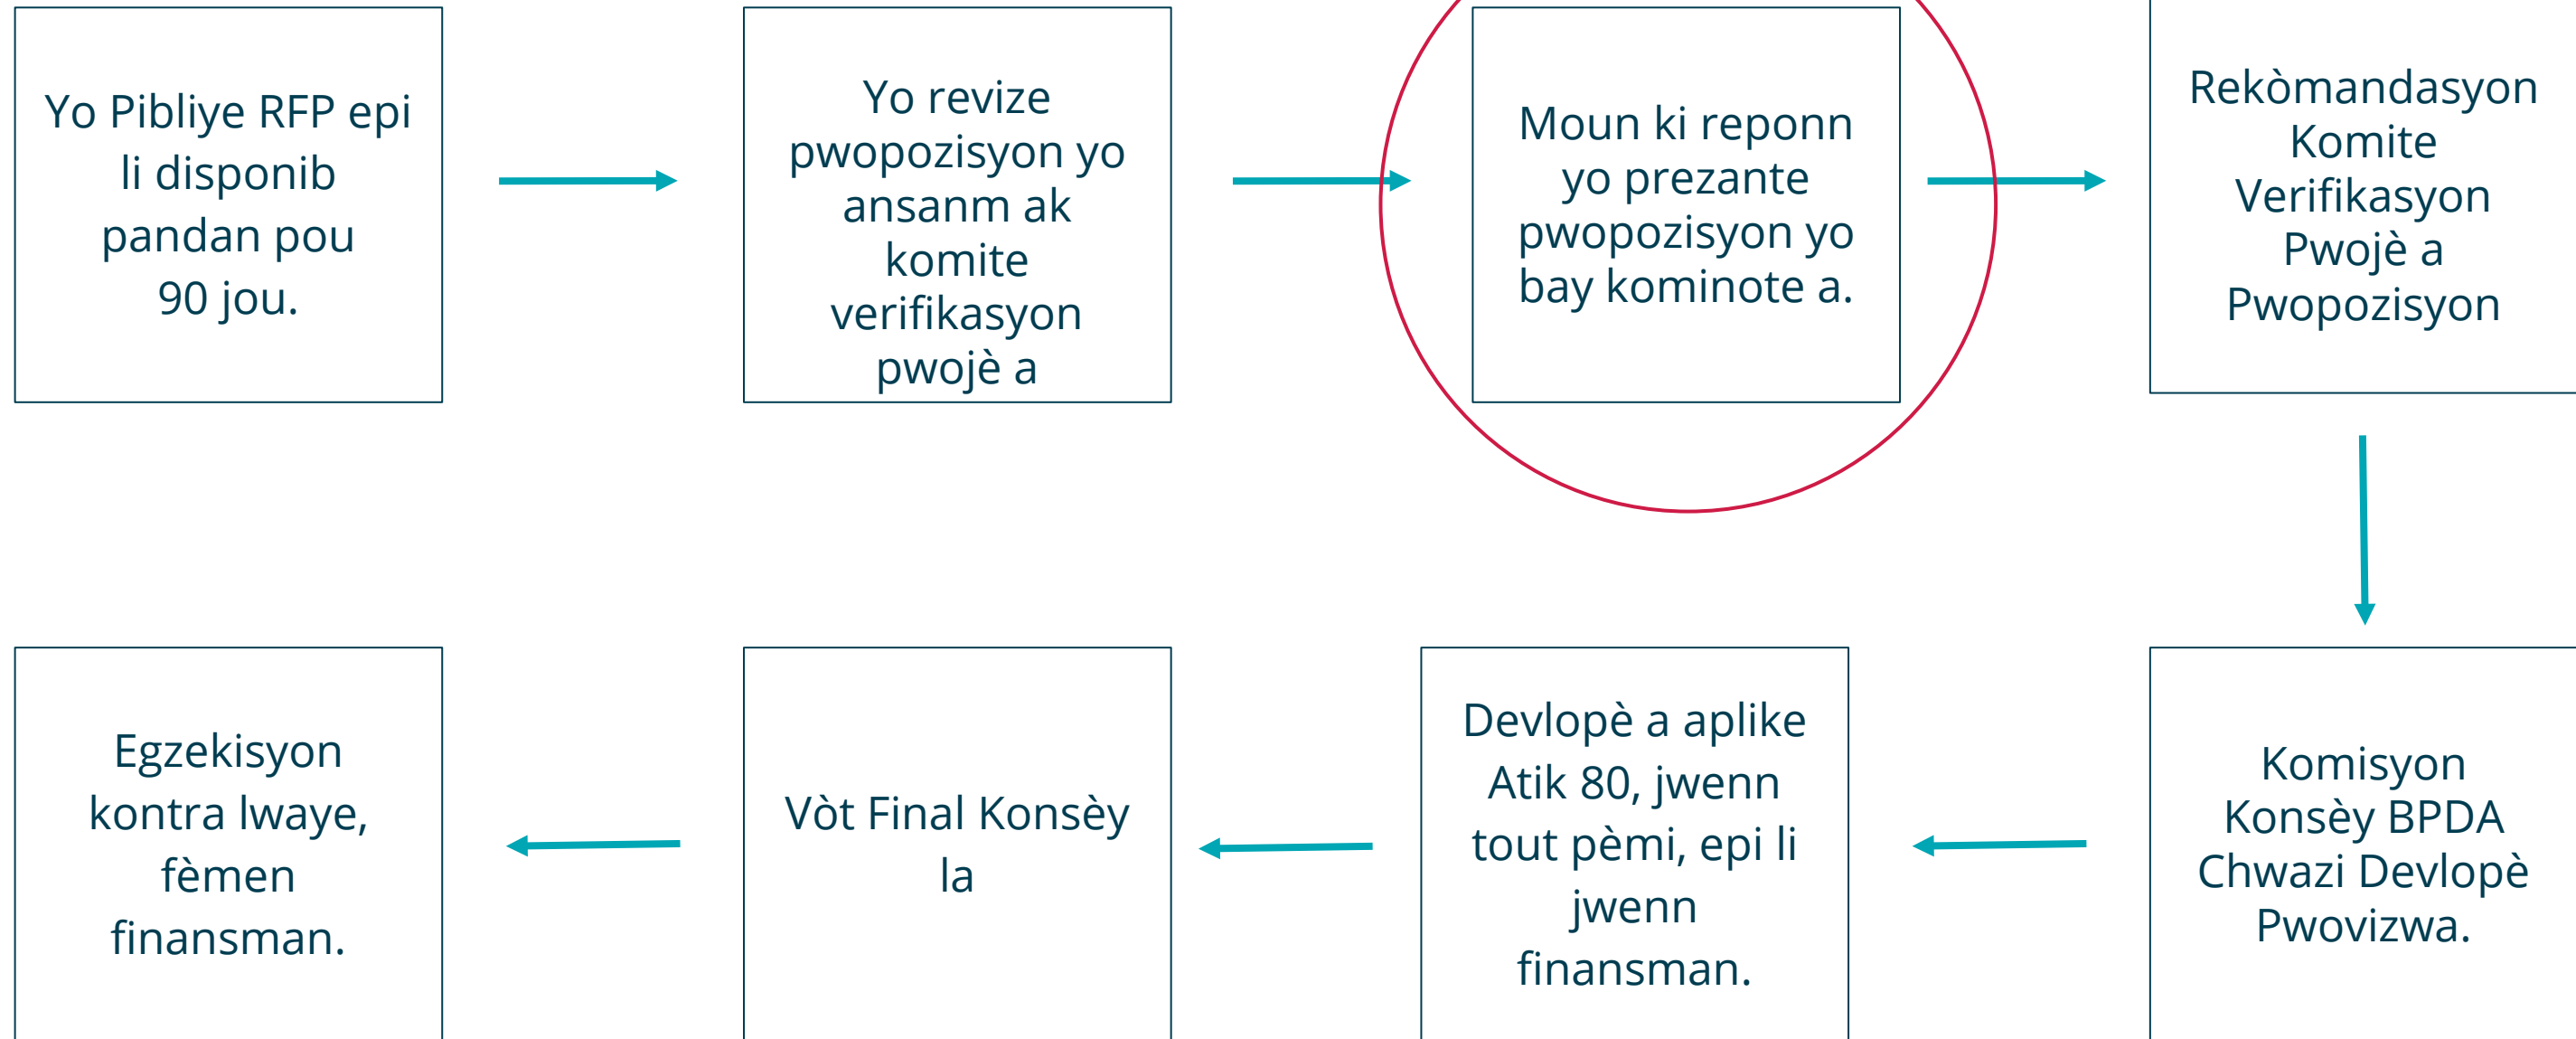 Yo Pibliye RFP epi
li disponib
pandan pou
90 jou.
Yo revize
pwopozisyon yo
ansanm ak
komite
verifikasyon
pwojè a
Moun ki reponn
yo prezante
pwopozisyon yo
bay kominote a.
Rekòmandasyon
Komite
Verifikasyon
Pwojè a
Pwopozisyon
Komisyon
Konsèy BPDA
Chwazi Devlopè
Pwovizwa.
Devlopè a aplike
Atik 80, jwenn
tout pèmi, epi li
jwenn
finansman.
Vòt Final Konsèy
la
Egzekisyon
kontra lwaye,
fèmen
finansman.